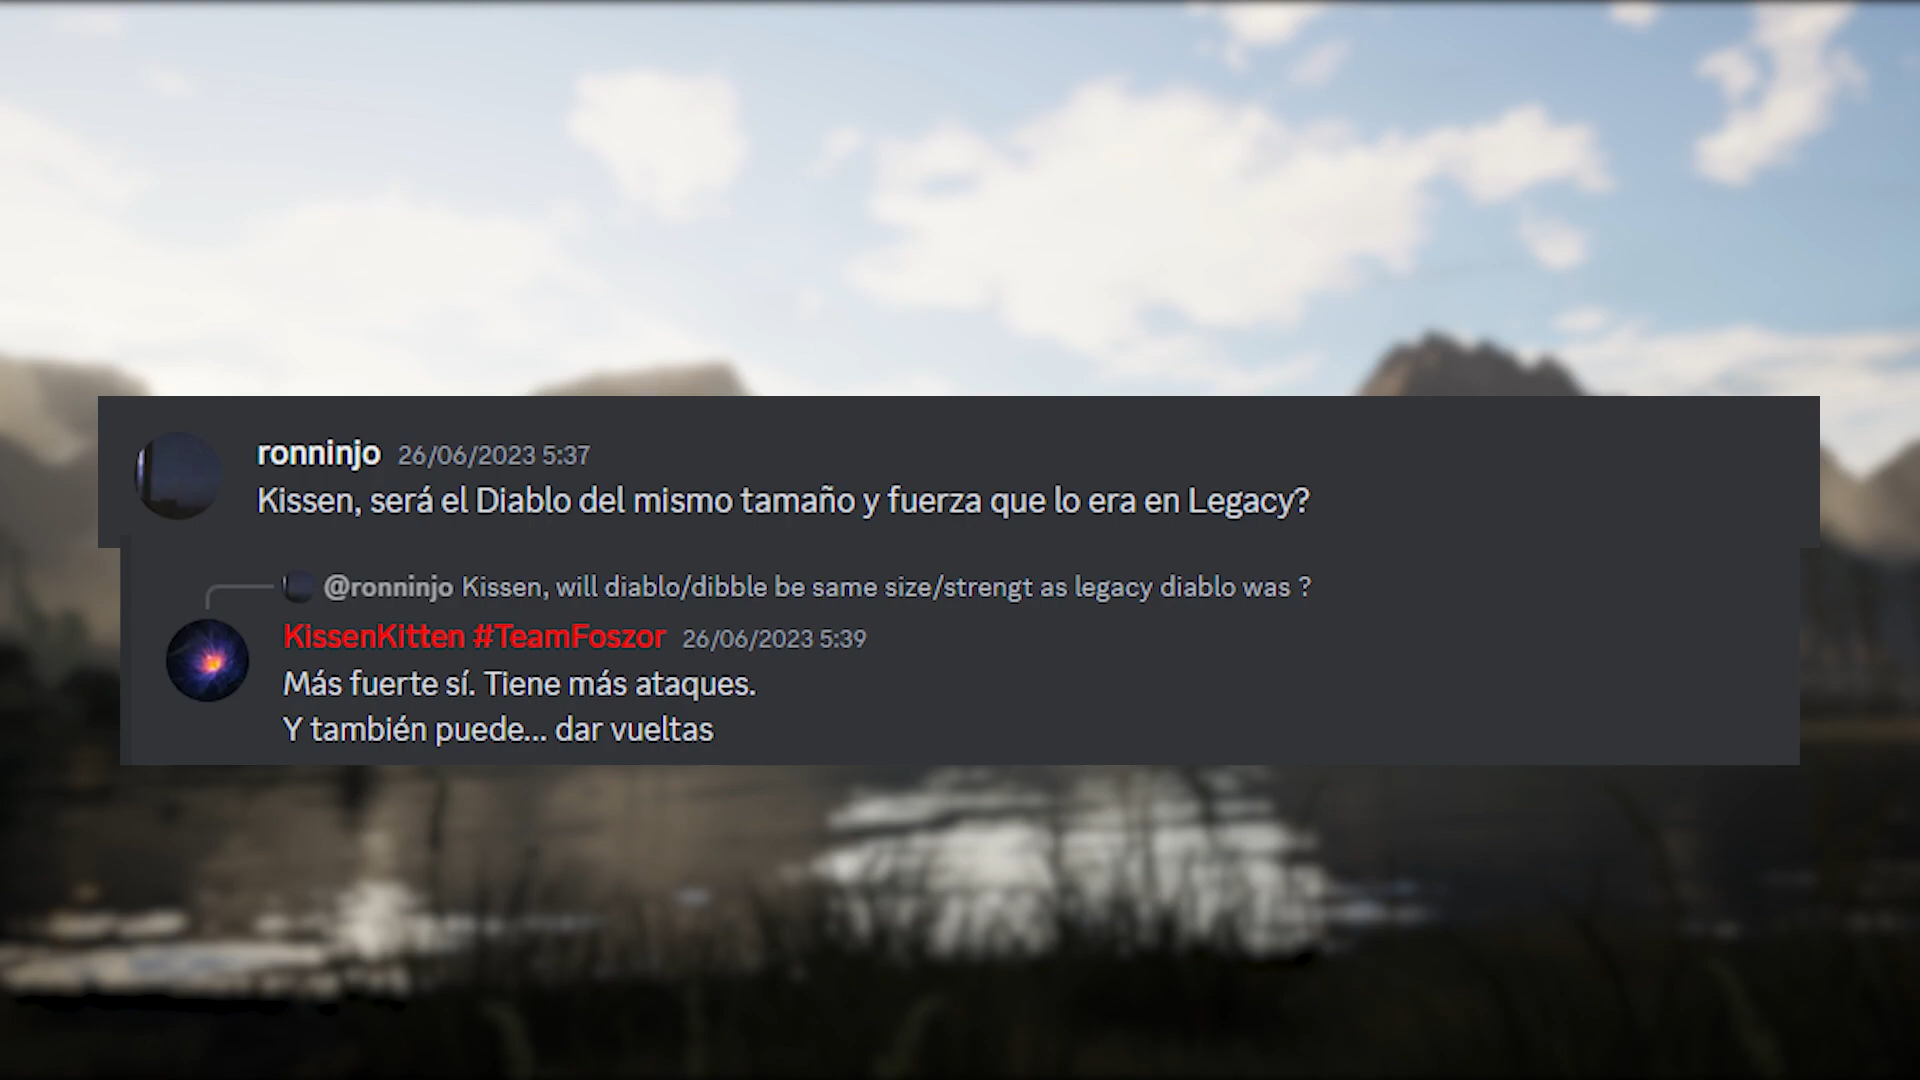 ronninjo 26/06/2023 5:37
Kissen, será el Diablo del mismo tamaño y fuerza que lo era en Legacy?
@ronninjo Kissen, will diablo/dibble be same size/strengt as legacy diablo was ?
KissenKitten #TeamFoszor 26/06/2023 5:39
Más fuerte sí. Tiene más ataques.
Y también puede... dar vueltas